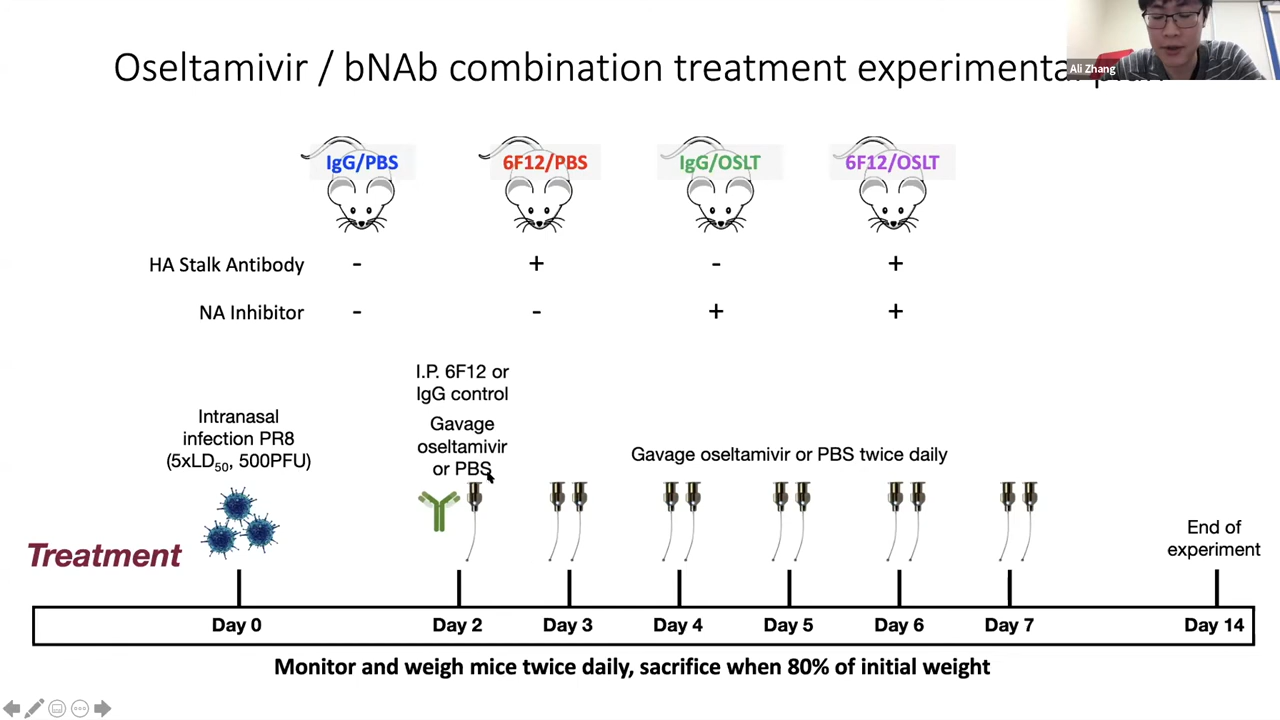 Oseltamivir / bNAb combination treatment experimental
Ali Zhang
IgG/PBS 6F12/PBS IgG/OSLT 6F12/OSLT
HA Stalk Antibody - + - +
NA Inhibitor - - + +
I.P. 6F12 or
IgG control
Gavage
oseltamivir
or PBS
Intranasal
infection PR8
(5xLD50, 500PFU)
Gavage oseltamivir or PBS twice daily
End of
experiment
Treatment
Day 0 Day 2 Day 3 Day 4 Day 5 Day 6 Day 7 Day 14
Monitor and weigh mice twice daily, sacrifice when 80% of initial weight